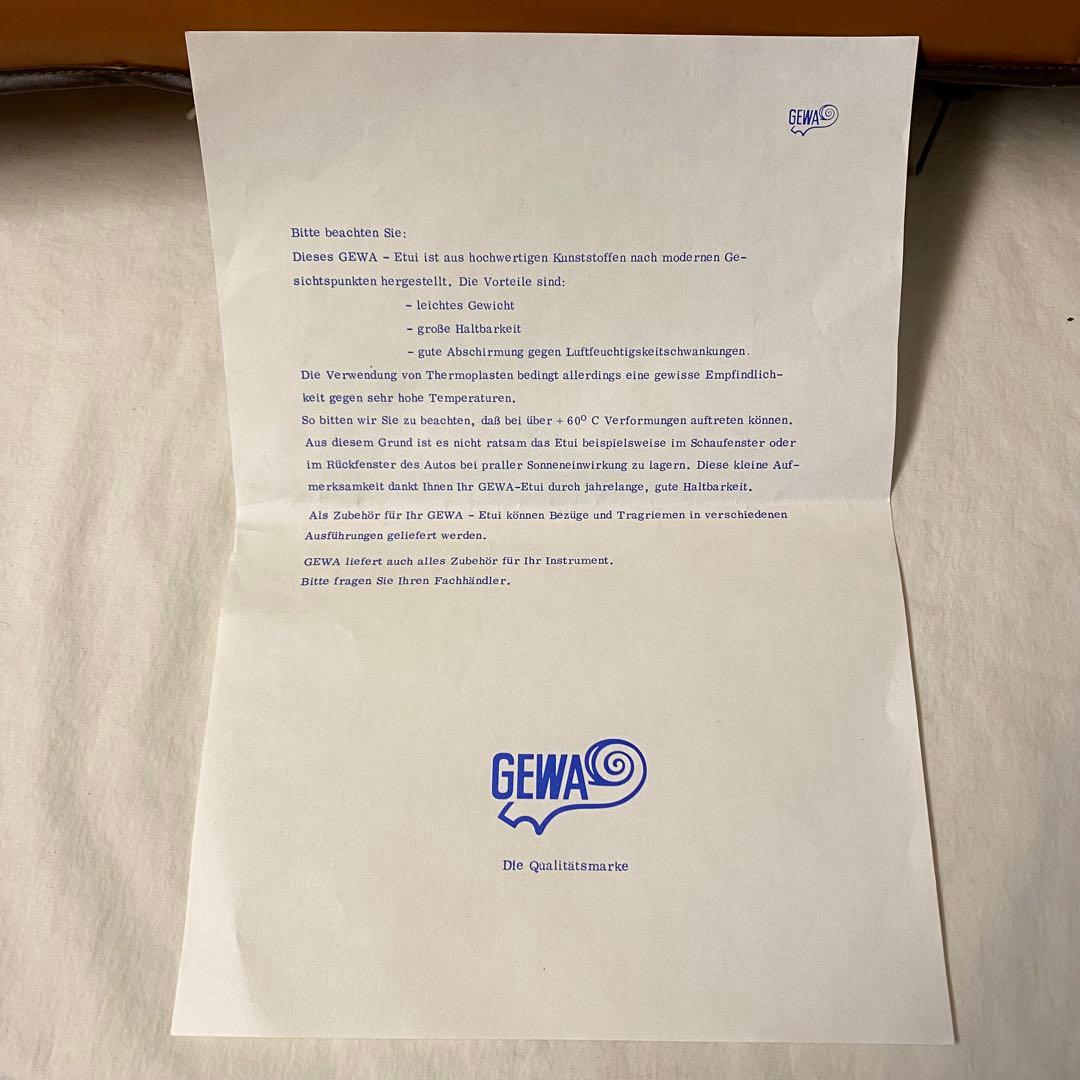 GEWA
Bitte beachten Sie:
Dieses GEWA - Etui ist aus hochwertigen Kunststoffen nach modernen Ge-
sichtspunkten hergestellt. Die Vorteile sind:
- leichtes Gewicht
- große Haltbarkeit
- gute Abschirmung gegen Luftfeuchtigskeitschwankungen.
Die Verwendung von Thermoplasten bedingt allerdings eine gewisse Empfindlich-
keit gegen sehr hohe Temperaturen.
So bitten wir Sie zu beachten, daß bei über + 60⁰ C Verformungen auftreten können.
Aus diesem Grund ist es nicht ratsam das Etui beispielsweise im Schaufenster oder
im Rückfenster des Autos bei praller Sonneneinwirkung zu lagern. Diese kleine Auf-
merksamkeit dankt Ihnen Ihr GEWA-Etui durch jahrelange, gute Haltbarkeit.
Als Zubehör für Ihr GEWA - Etui können Bezüge und Tragriemen in verschiedenen
Ausführungen geliefert werden.
GEWA liefert auch alles Zubehör für Ihr Instrument.
Bitte fragen Sie Ihren Fachhändler.
GEWA
Die Qualitätsmarke